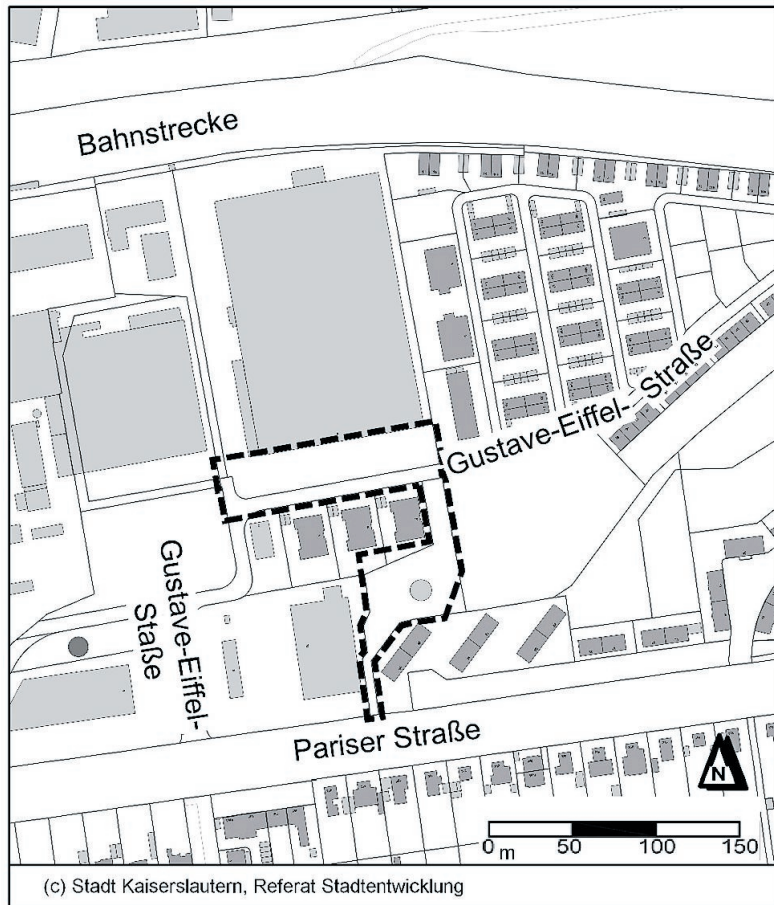 Bahnstrecke
Gustave-Eiffel- Straße
Gustave-Eiffel-
Staße
Pariser Straße
N
0 m 50 100 150
(c) Stadt Kaiserslautern, Referat Stadtentwicklung